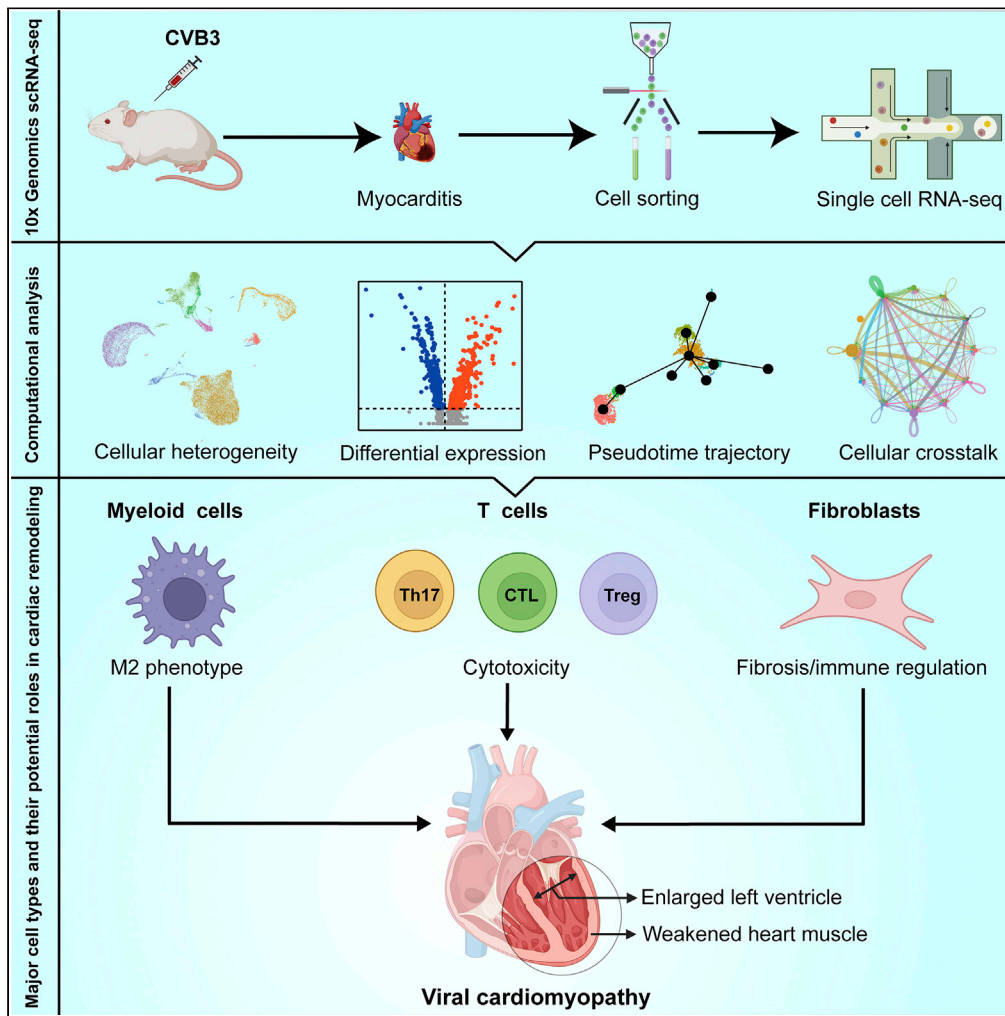 10x Genomics scRNA-seq
CVB3
Myocarditis
Cell sorting
Single cell RNA-seq
Computational analysis
Cellular heterogeneity
Differential expression
Pseudotime trajectory
Cellular crosstalk
Major cell types and their potential roles in cardiac remodeling
Myeloid cells
T cells
Fibroblasts
Th17
CTL
Treg
M2 phenotype
Cytotoxicity
Fibrosis/immune regulation
Enlarged left ventricle
Weakened heart muscle
Viral cardiomyopathy